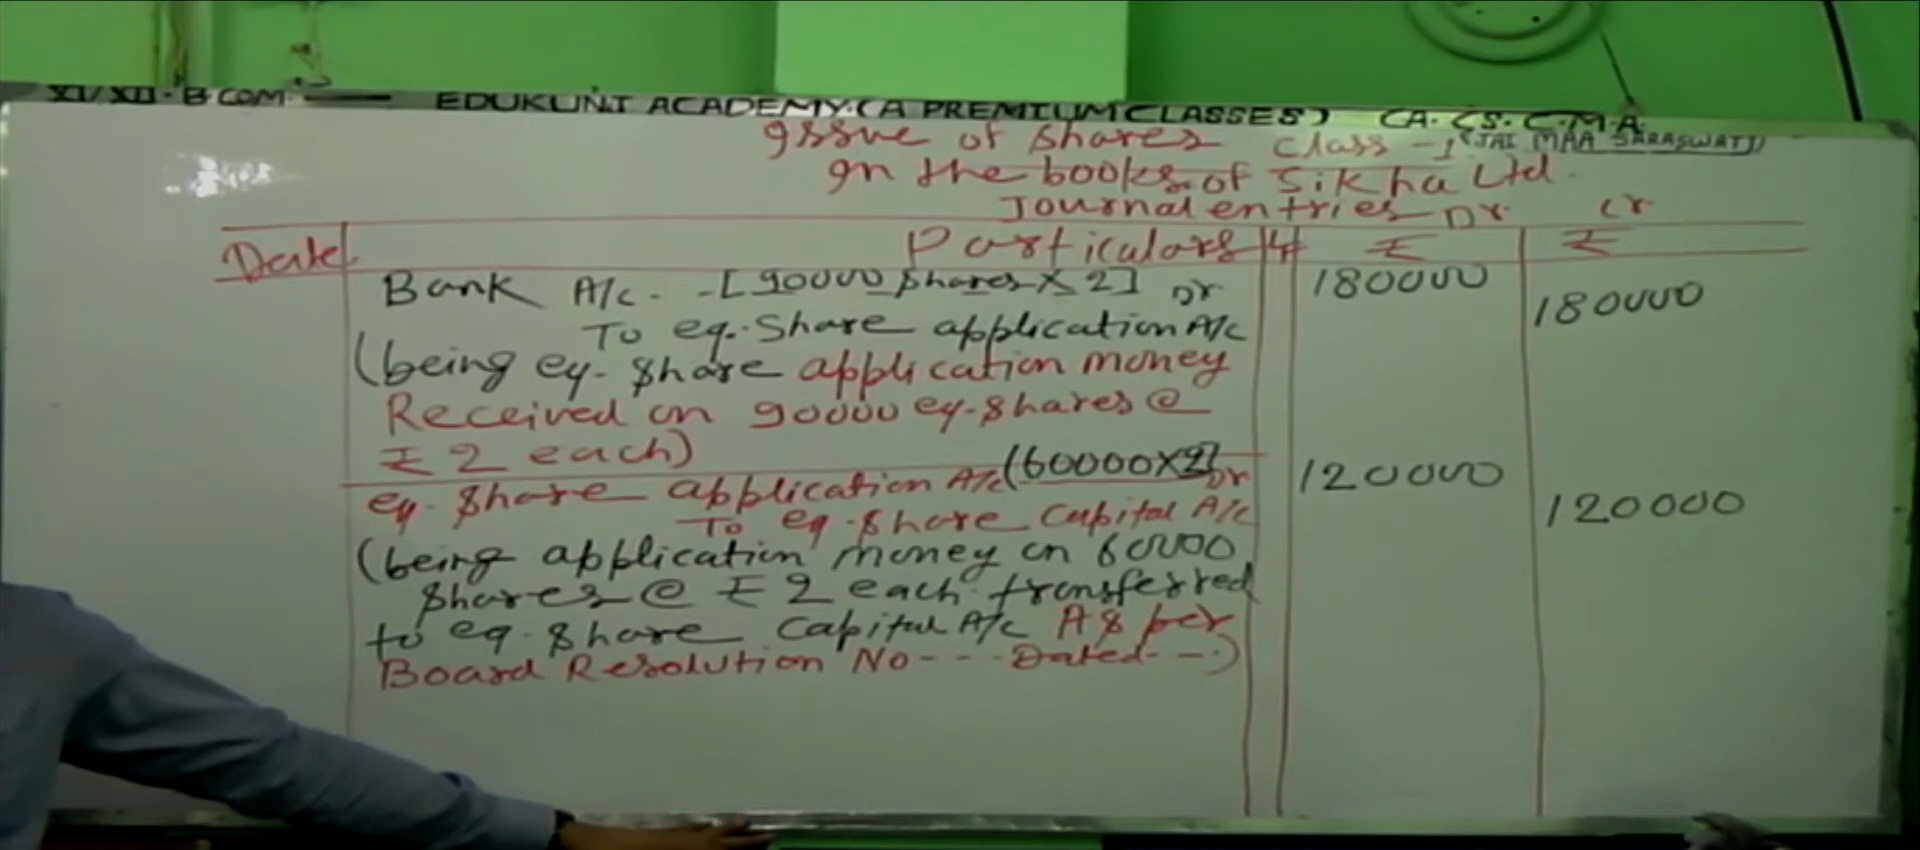 XI/XII. B.COM. — EDUKUNJ ACADEMY. (A PREMIUM CLASSES) CA. CS. C.M.A.
Issue of shares Class-1 (JAI MAA SARASWATI)
In the books of Sikha Ltd.
Journal entries Dr. Cr
Date Particulars Lf ₹ ₹
Bank A/c. - [90000 shares X 2] Dr 180000
To eq. Share application A/c 180000
(being eq. share application money
Received on 90000 eq. shares @
₹ 2 each)
eq. share application A/c (60000X2] Dr 120000
To eq. share capital A/c 120000
(being application money on 60000
shares @ ₹ 2 each transferred
to eq. share Capital A/c As per
Board Resolution No --- Dated --.)